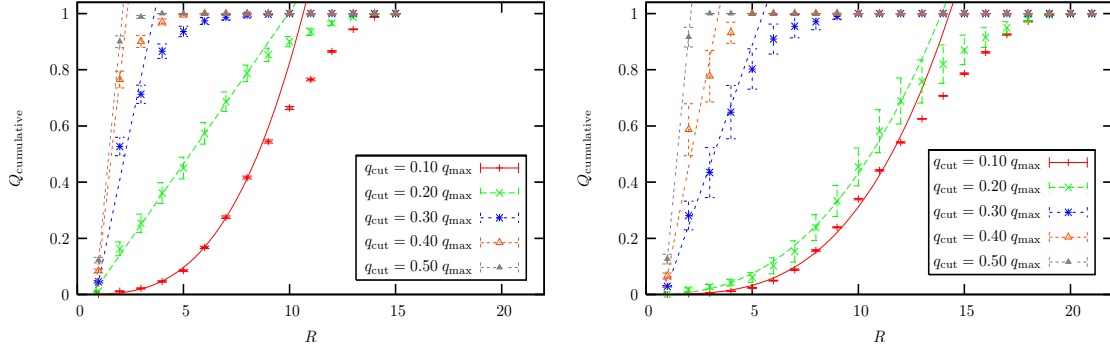 1
0.8
0.6
0.4
0.2
0
Q_cumulative
0 5 10 15 20
R
q_cut = 0.10 q_max
q_cut = 0.20 q_max
q_cut = 0.30 q_max
q_cut = 0.40 q_max
q_cut = 0.50 q_max
1
0.8
0.6
0.4
0.2
0
Q_cumulative
0 5 10 15 20
R
q_cut = 0.10 q_max
q_cut = 0.20 q_max
q_cut = 0.30 q_max
q_cut = 0.40 q_max
q_cut = 0.50 q_max